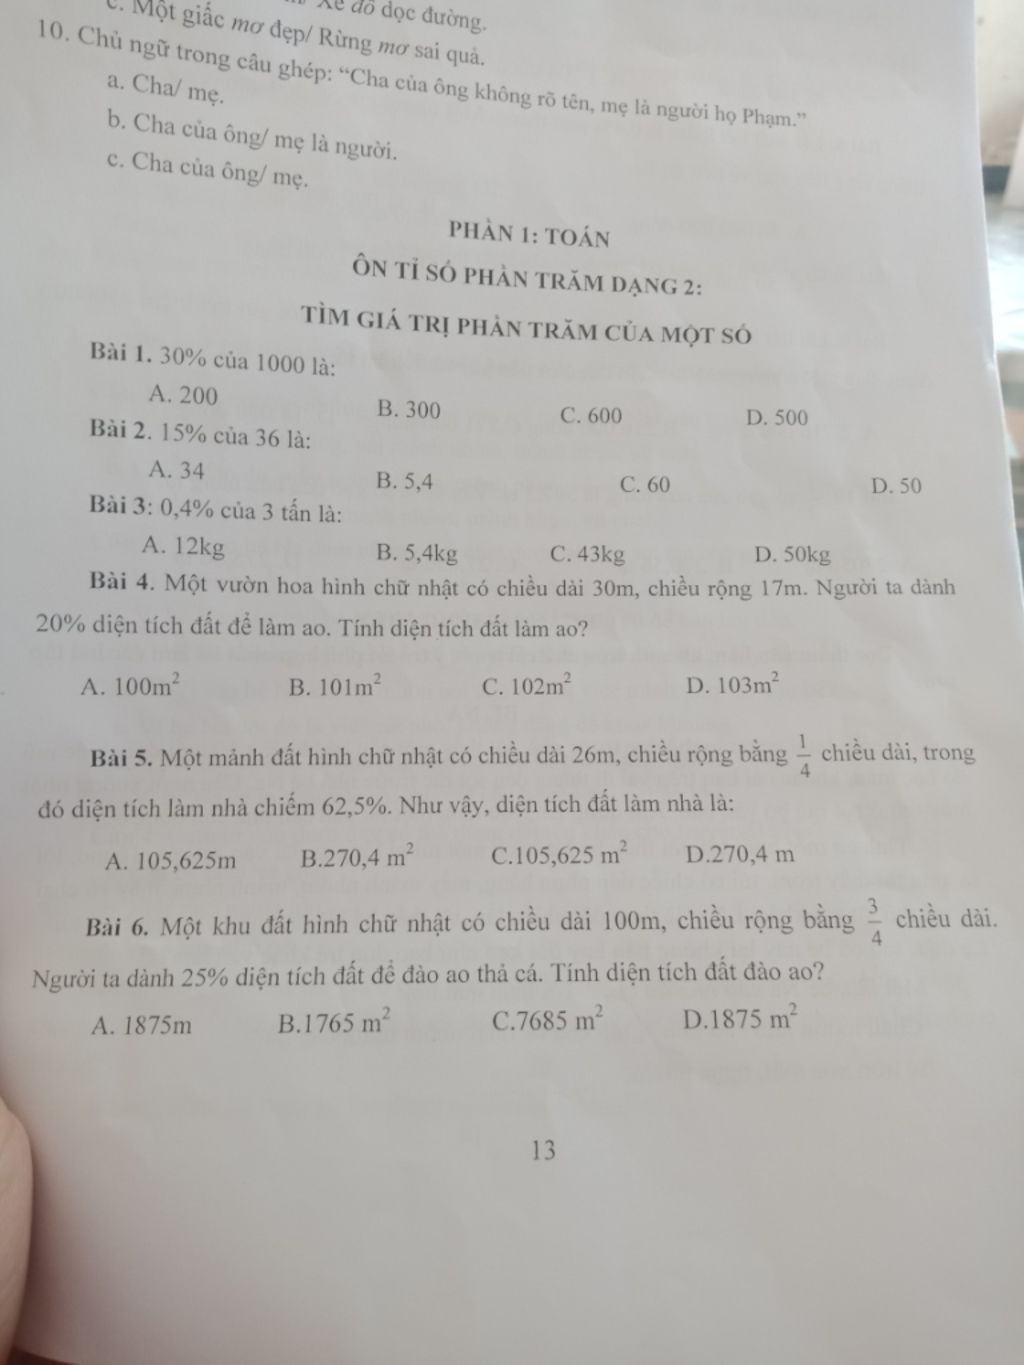 Xe đỗ dọc đường.
c. Một giấc mơ đẹp/ Rừng mơ sai quả.
10. Chủ ngữ trong câu ghép: “Cha của ông không rõ tên, mẹ là người họ Phạm.”
a. Cha/ mẹ.
b. Cha của ông/ mẹ là người.
c. Cha của ông/ mẹ.
PHẦN 1: TOÁN
ÔN TỈ SỐ PHẦN TRĂM DẠNG 2:
TÌM GIÁ TRỊ PHẦN TRĂM CỦA MỘT SỐ
Bài 1. 30% của 1000 là:
A. 200 B. 300 C. 600 D. 500
Bài 2. 15% của 36 là:
A. 34 B. 5,4 C. 60 D. 50
Bài 3: 0,4% của 3 tấn là:
A. 12kg B. 5,4kg C. 43kg D. 50kg
Bài 4. Một vườn hoa hình chữ nhật có chiều dài 30m, chiều rộng 17m. Người ta dành
20% diện tích đất để làm ao. Tính diện tích đất làm ao?
A. 100m² B. 101m² C. 102m² D. 103m²
Bài 5. Một mảnh đất hình chữ nhật có chiều dài 26m, chiều rộng bằng 1/4 chiều dài, trong
đó diện tích làm nhà chiếm 62,5%. Như vậy, diện tích đất làm nhà là:
A. 105,625m B.270,4 m² C.105,625 m² D.270,4 m
Bài 6. Một khu đất hình chữ nhật có chiều dài 100m, chiều rộng bằng 3/4 chiều dài.
Người ta dành 25% diện tích đất để đào ao thả cá. Tính diện tích đất đào ao?
A. 1875m B.1765 m² C.7685 m² D.1875 m²
13